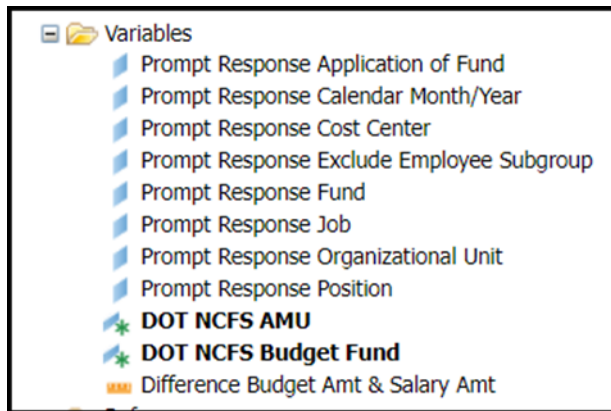 Variables
Prompt Response Application of Fund
Prompt Response Calendar Month/Year
Prompt Response Cost Center
Prompt Response Exclude Employee Subgroup
Prompt Response Fund
Prompt Response Job
Prompt Response Organizational Unit
Prompt Response Position
DOT NCFS AMU
DOT NCFS Budget Fund
Difference Budget Amt & Salary Amt